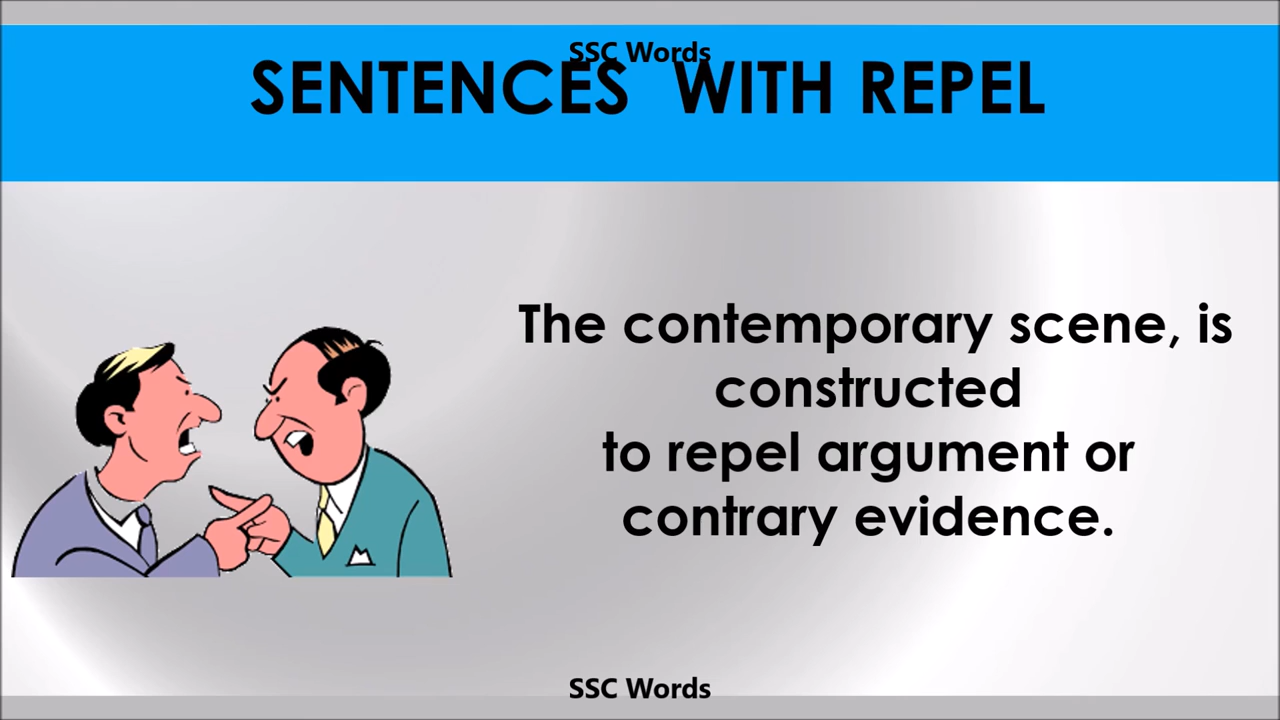 SSC Words
SENTENCES WITH REPEL
The contemporary scene, is
constructed
to repel argument or
contrary evidence.
SSC Words